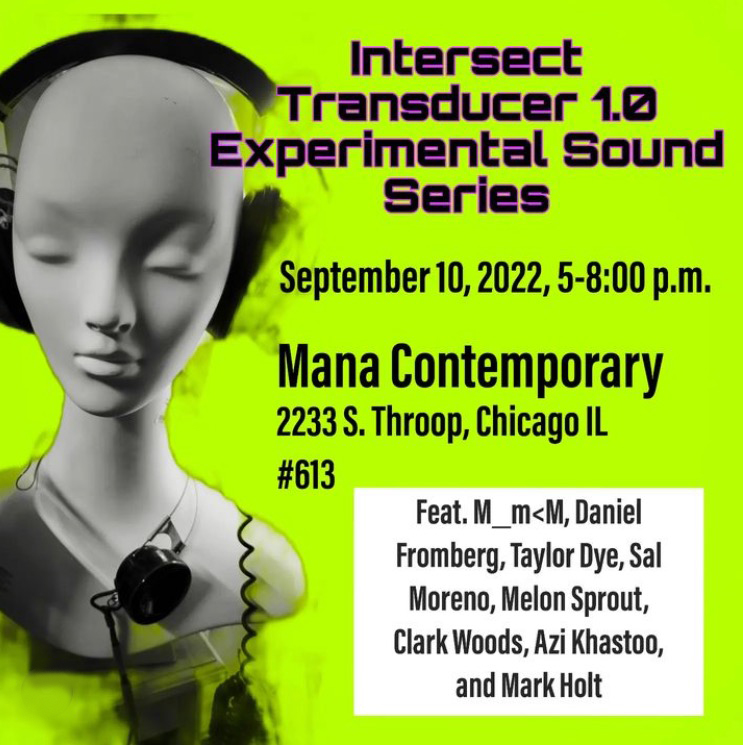 Intersect
Transducer 1.0
Experimental Sound
Series
September 10, 2022, 5-8:00 p.m.
Mana Contemporary
2233 S. Throop, Chicago IL
#613
Feat. M_m<M, Daniel
Fromberg, Taylor Dye, Sal
Moreno, Melon Sprout,
Clark Woods, Azi Khastoo,
and Mark Holt